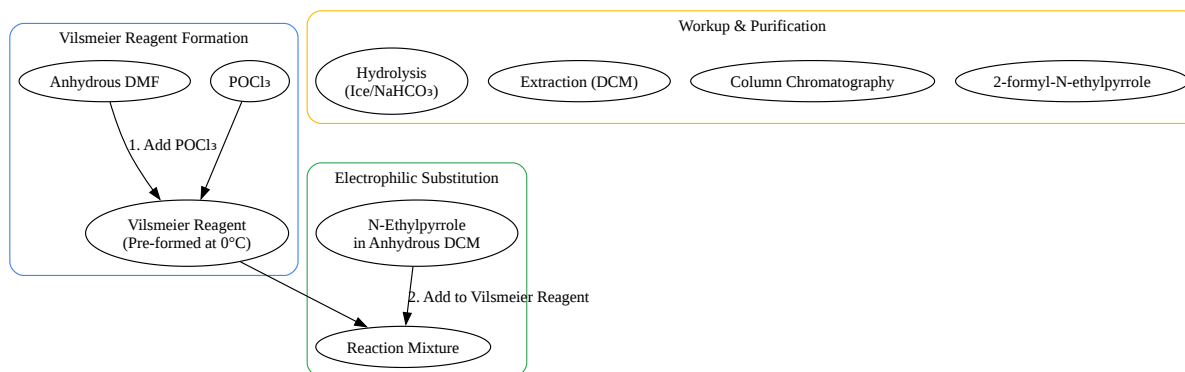 Vilsmeier Reagent Formation
Anhydrous DMF
POCl₃
1. Add POCl₃
Vilsmeier Reagent
(Pre-formed at 0°C)
Workup & Purification
Hydrolysis
(Ice/NaHCO₃)
Extraction (DCM)
Column Chromatography
2-formyl-N-ethylpyrrole
Electrophilic Substitution
N-Ethylpyrrole
in Anhydrous DCM
2. Add to Vilsmeier Reagent
Reaction Mixture